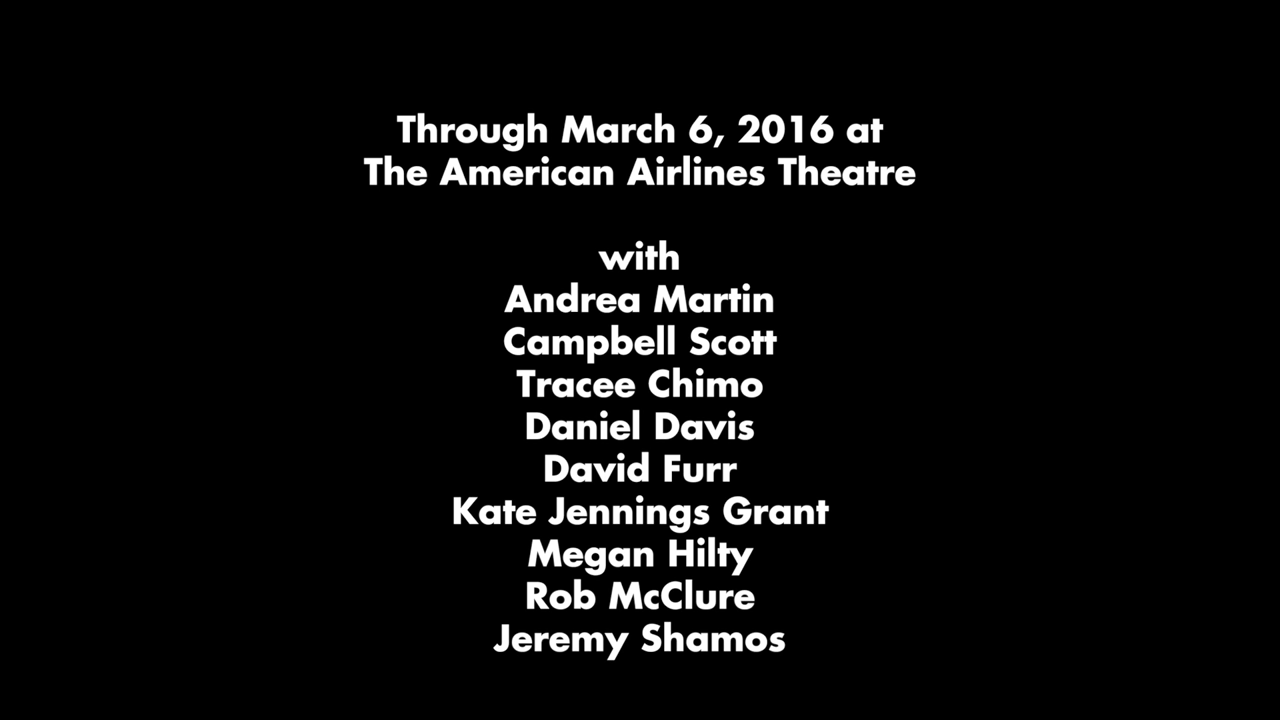 Through March 6, 2016 at
The American Airlines Theatre
with
Andrea Martin
Campbell Scott
Tracee Chimo
Daniel Davis
David Furr
Kate Jennings Grant
Megan Hilty
Rob McClure
Jeremy Shamos